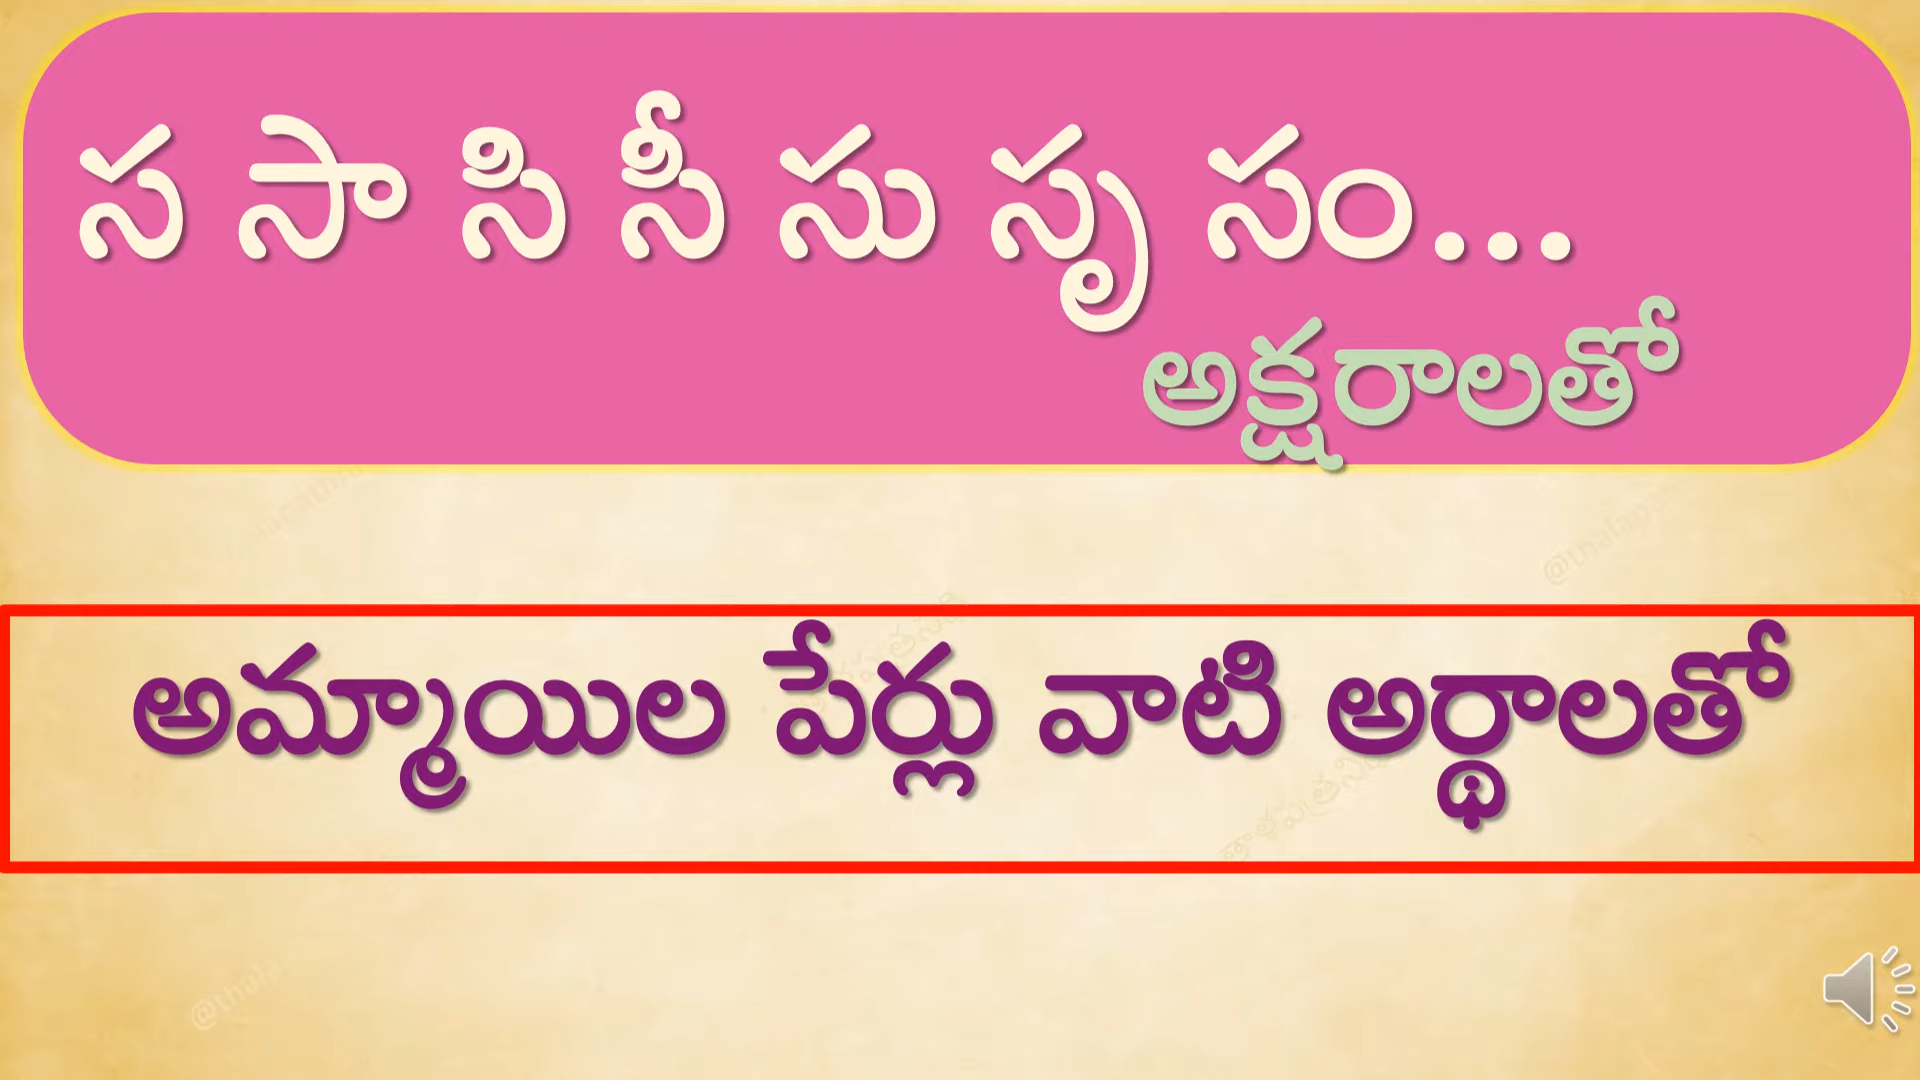 స సా సి సీ సు సృ సం...
అక్షరాలతో
అమ్మాయిల పేర్లు వాటి అర్థాలతో